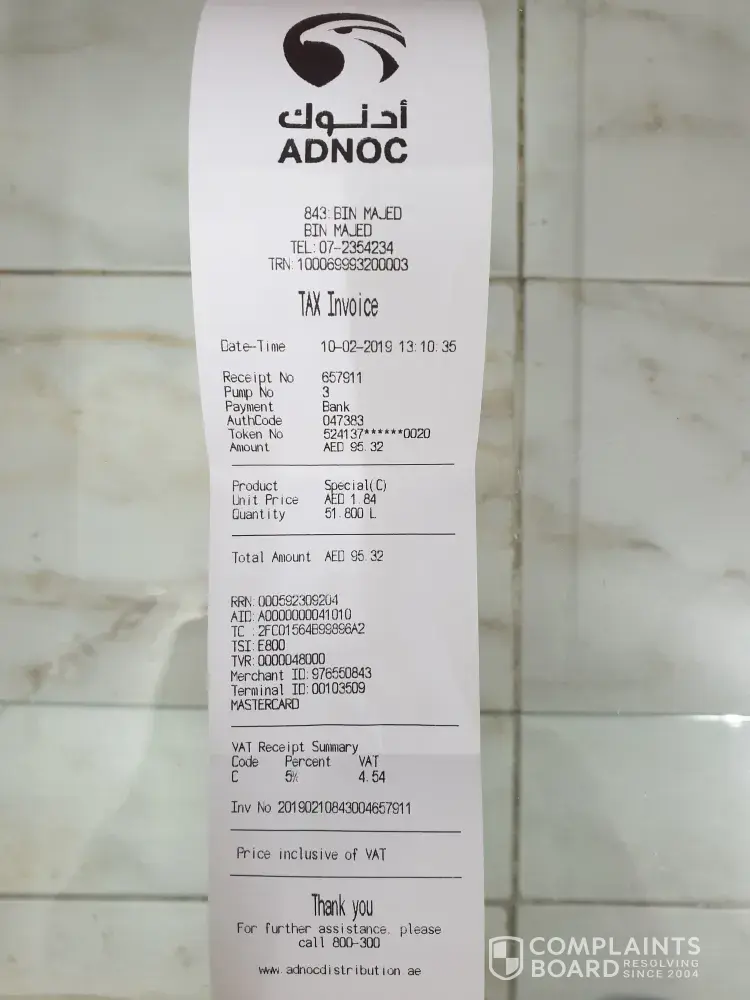 أدنوك
ADNOC
843: BIN MAJED
BIN MAJED
TEL: 07-2354234
TRN: 100069993200003
TAX Invoice
Date-Time 10-02-2019 13:10:35
Receipt No 657911
Pump No 3
Payment Bank
AuthCode 047383
Token No 524137******0020
Amount AED 95.32
Product Special(C)
Unit Price AED 1.84
Quantity 51.800 L
Total Amount AED 95.32
RRN: 000592309204
AID: A0000000041010
TC : 2FC01564B99896A2
TSI: E800
TVR: 0000048000
Merchant ID: 976550843
Terminal ID: 00103509
MASTERCARD
VAT Receipt Summary
Code Percent VAT
C 5% 4.54
Inv No 20190210843004657911
Price inclusive of VAT
Thank you
For further assistance, please
call 800-300
www.adnocdistribution.ae
COMPLAINTS
BOARD RESOLVING
SINCE 2004